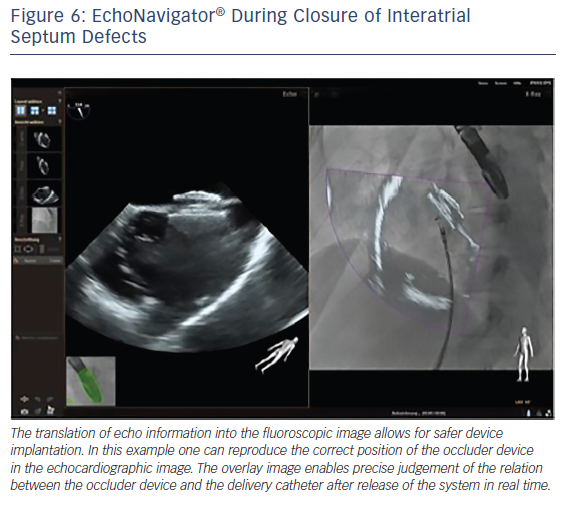 Figure 6: EchoNavigator® During Closure of Interatrial
Septum Defects
Echo
X-Ray
PHILIPS
The translation of echo information into the fluoroscopic image allows for safer device
implantation. In this example one can reproduce the correct position of the occluder device
in the echocardiographic image. The overlay image enables precise judgement of the relation
between the occluder device and the delivery catheter after release of the system in real time.